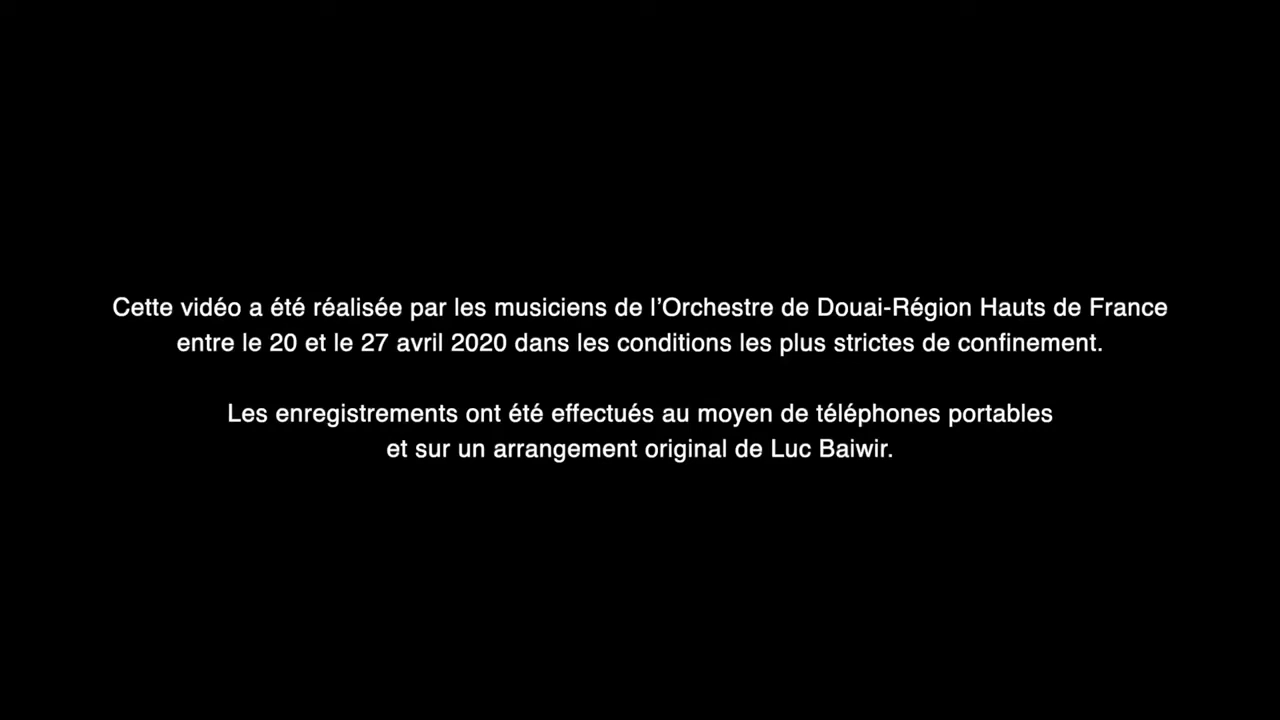 Cette vidéo a été réalisée par les musiciens de l’Orchestre de Douai-Région Hauts de France
entre le 20 et le 27 avril 2020 dans les conditions les plus strictes de confinement.
Les enregistrements ont été effectués au moyen de téléphones portables
et sur un arrangement original de Luc Baiwir.